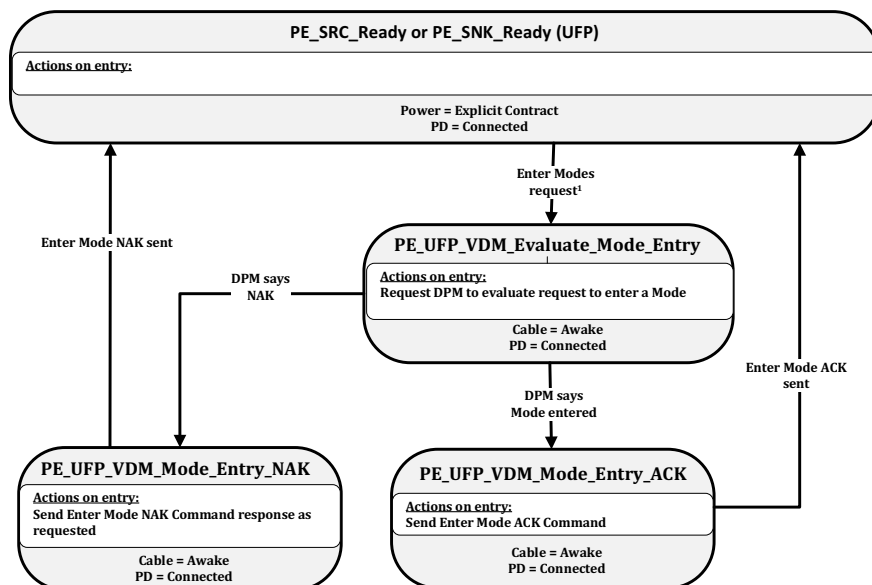 PE_SRC_Ready or PE_SNK_Ready (UFP)
Actions on entry:
Power = Explicit Contract
PD = Connected
Enter Modes
request¹
Enter Mode NAK sent
PE_UFP_VDM_Evaluate_Mode_Entry
Actions on entry:
Request DPM to evaluate request to enter a Mode
Cable = Awake
PD = Connected
DPM says
NAK
Enter Mode ACK
sent
DPM says
Mode entered
PE_UFP_VDM_Mode_Entry_NAK
Actions on entry:
Send Enter Mode NAK Command response as
requested
Cable = Awake
PD = Connected
PE_UFP_VDM_Mode_Entry_ACK
Actions on entry:
Send Enter Mode ACK Command
Cable = Awake
PD = Connected